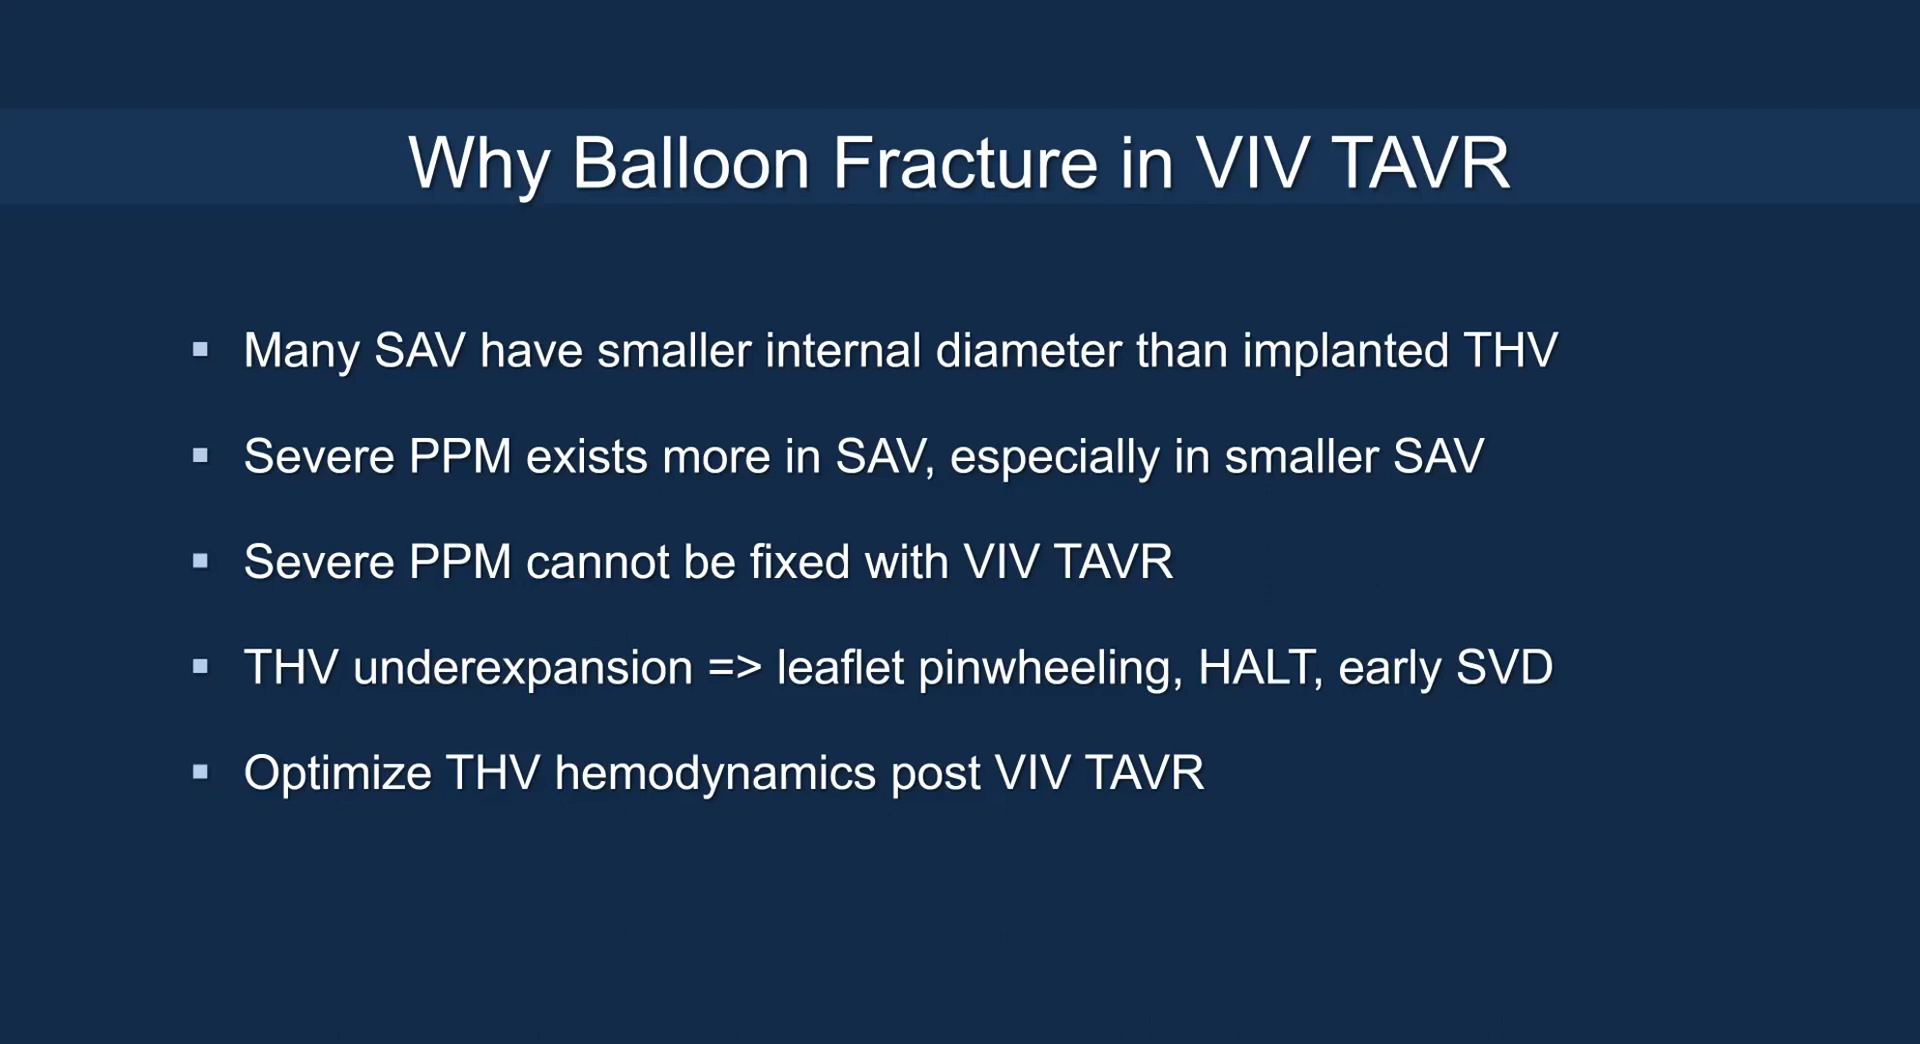 Why Balloon Fracture in VIV TAVR
▪ Many SAV have smaller internal diameter than implanted THV
▪ Severe PPM exists more in SAV, especially in smaller SAV
▪ Severe PPM cannot be fixed with VIV TAVR
▪ THV underexpansion => leaflet pinwheeling, HALT, early SVD
▪ Optimize THV hemodynamics post VIV TAVR